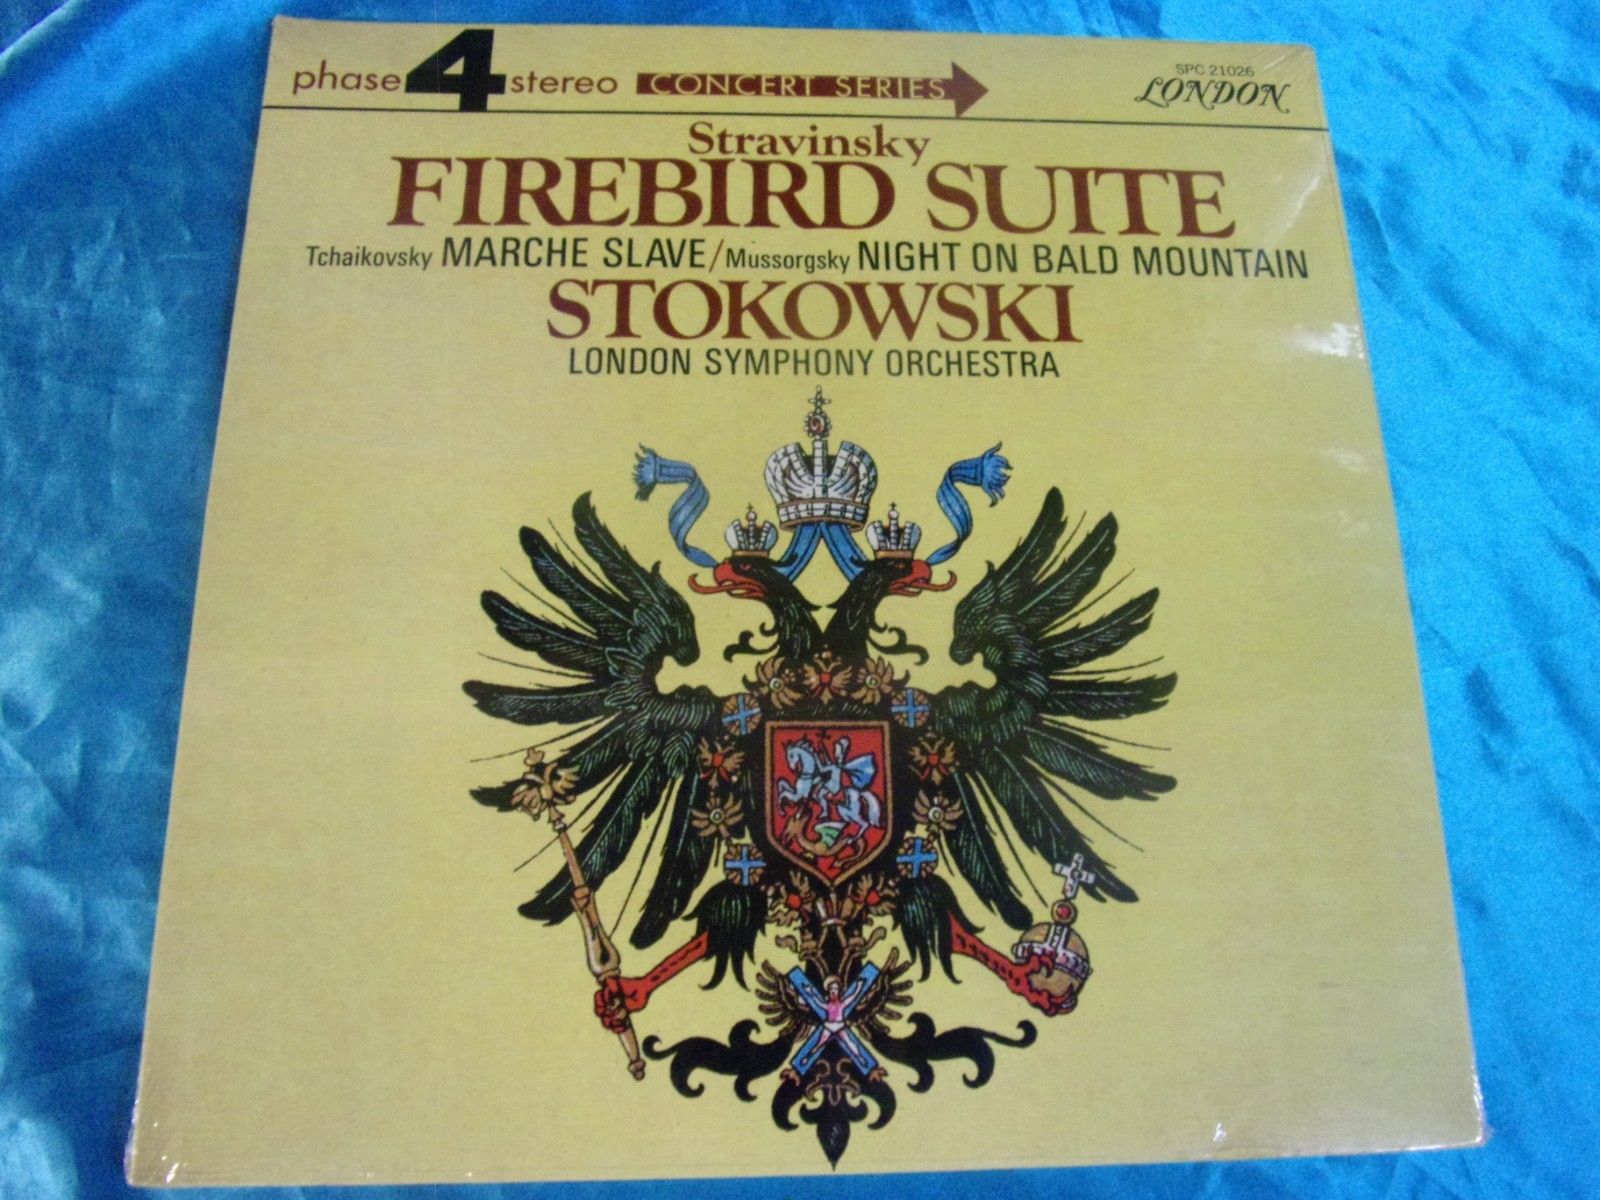 phase 4 stereo CONCERT SERIES
SPC 21026
LONDON
Stravinsky
FIREBIRD SUITE
Tchaikovsky MARCHE SLAVE/Mussorgsky NIGHT ON BALD MOUNTAIN
STOKOWSKI
LONDON SYMPHONY ORCHESTRA